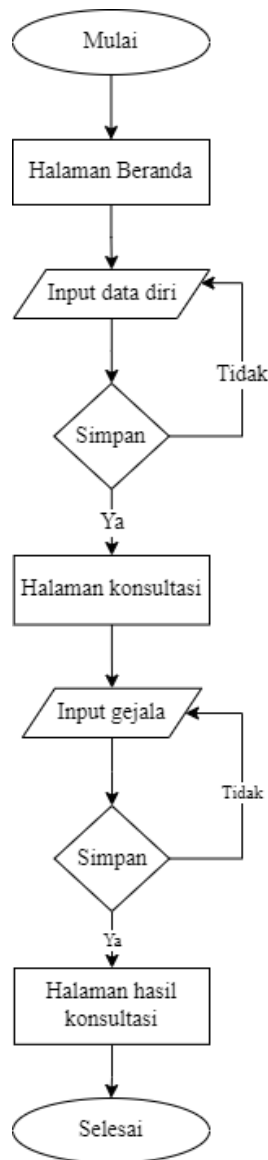 Mulai
Halaman Beranda
Input data diri
Tidak
Simpan
Ya
Halaman konsultasi
Input gejala
Tidak
Simpan
Ya
Halaman hasil
konsultasi
Selesai